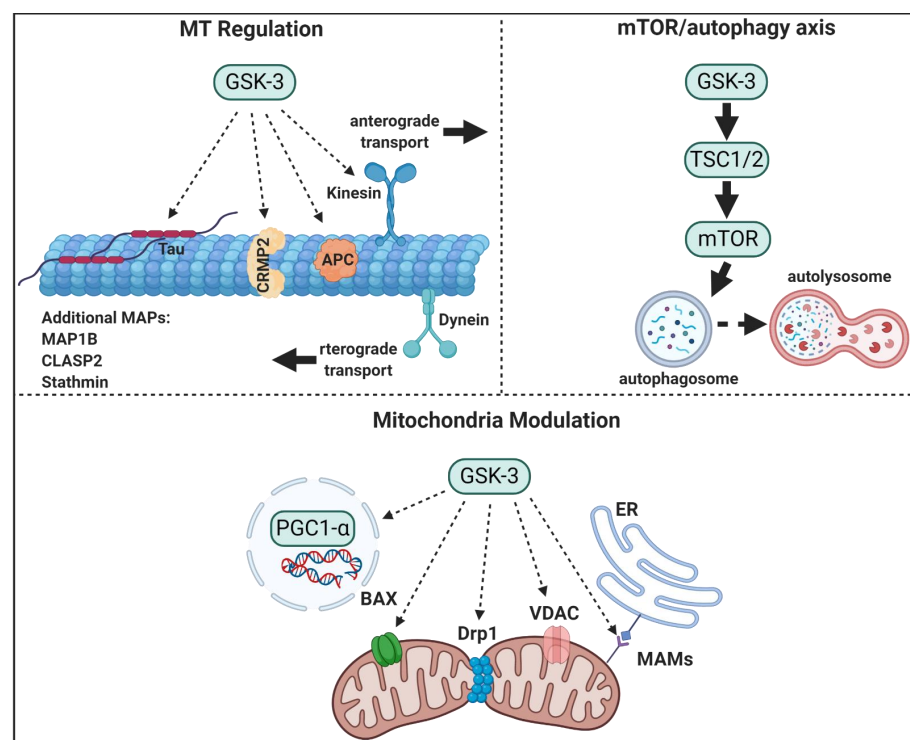 MT Regulation
GSK-3
anterograde
transport
Kinesin
Tau
CRMP2
APC
Additional MAPs:
MAP1B
CLASP2
Stathmin
Dynein
rterograde
transport
mTOR/autophagy axis
GSK-3
TSC1/2
mTOR
autolysosome
autophagosome
Mitochondria Modulation
GSK-3
PGC1-α
ER
BAX
VDAC
Drp1
MAMs